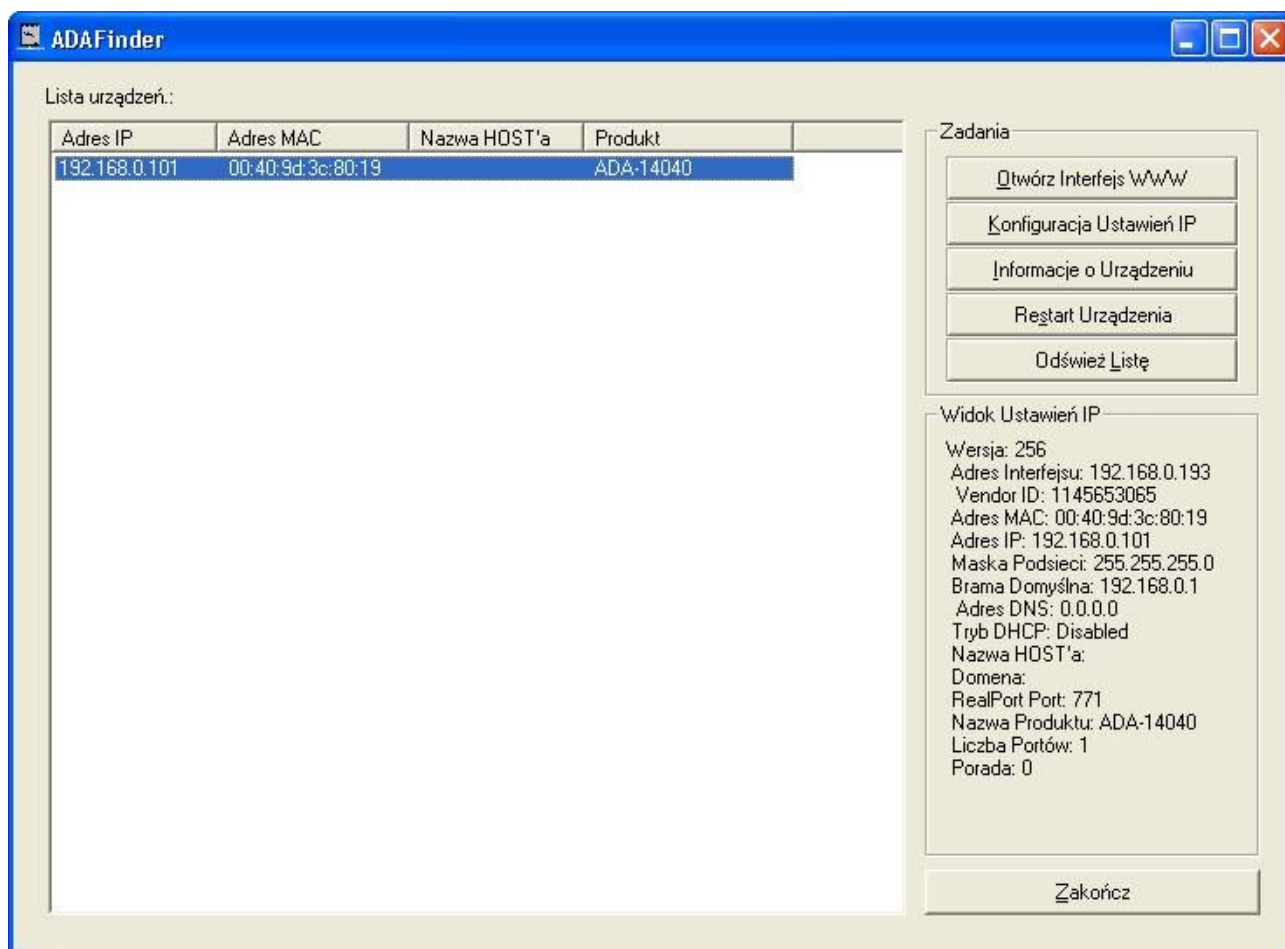 ADAFinder
Lista urządzeń.:
Adres IP Adres MAC Nazwa HOST'a Produkt
192.168.0.101 00:40:9d:3c:80:19 ADA-14040
Zadania
Otwórz Interfejs WWW
Konfiguracja Ustawień IP
Informacje o Urządzeniu
Restart Urządzenia
Odśwież Listę
Widok Ustawień IP
Wersja: 256
Adres Interfejsu: 192.168.0.193
Vendor ID: 1145653065
Adres MAC: 00:40:9d:3c:80:19
Adres IP: 192.168.0.101
Maska Podsieci: 255.255.255.0
Brama Domyślna: 192.168.0.1
Adres DNS: 0.0.0.0
Tryb DHCP: Disabled
Nazwa HOST'a:
Domena:
RealPort Port: 771
Nazwa Produktu: ADA-14040
Liczba Portów: 1
Porada: 0
Zakończ